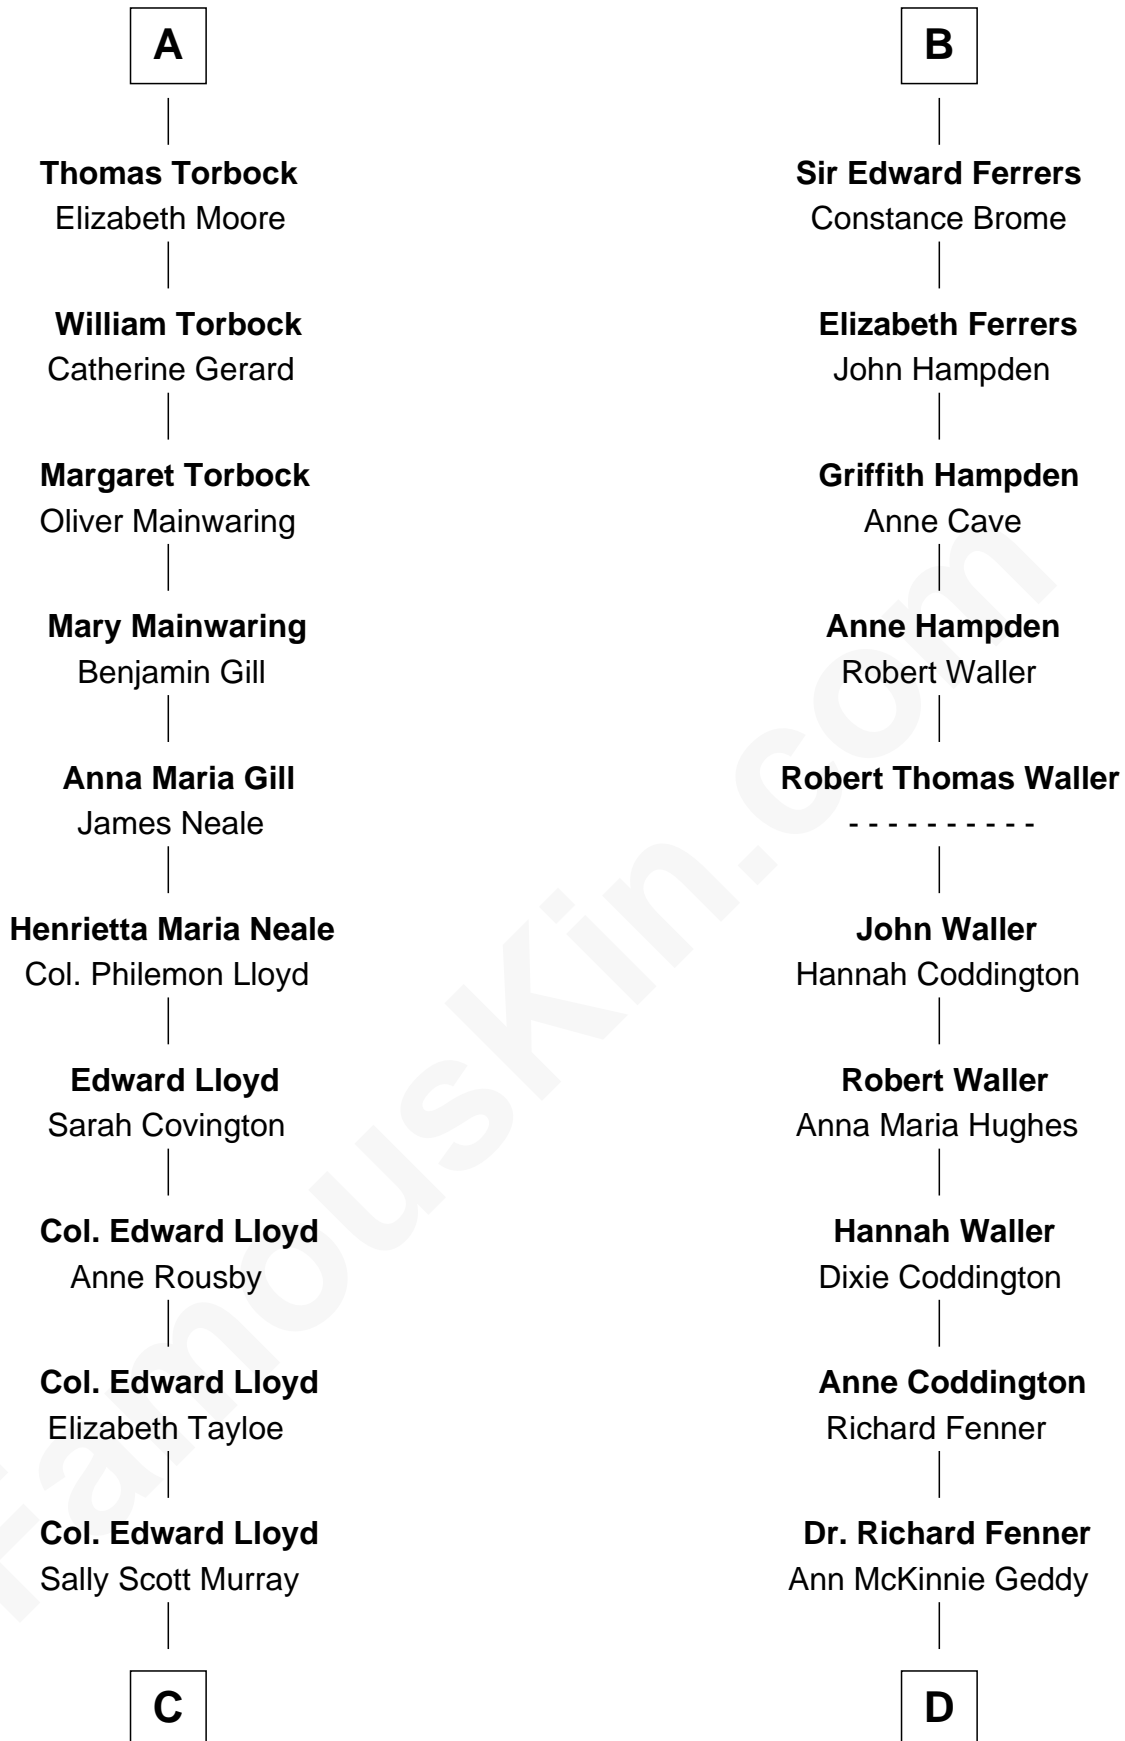 A
Thomas Torbock
Elizabeth Moore
William Torbock
Catherine Gerard
Margaret Torbock
Oliver Mainwaring
Mary Mainwaring
Benjamin Gill
Anna Maria Gill
James Neale
Henrietta Maria Neale
Col. Philemon Lloyd
Edward Lloyd
Sarah Covington
Col. Edward Lloyd
Anne Rousby
Col. Edward Lloyd
Elizabeth Tayloe
Col. Edward Lloyd
Sally Scott Murray
C
B
Sir Edward Ferrers
Constance Brome
Elizabeth Ferrers
John Hampden
Griffith Hampden
Anne Cave
Anne Hampden
Robert Waller
Robert Thomas Waller
- - - - - - - - - -
John Waller
Hannah Coddington
Robert Waller
Anna Maria Hughes
Hannah Waller
Dixie Coddington
Anne Coddington
Richard Fenner
Dr. Richard Fenner
Ann McKinnie Geddy
D
FamousKin.com